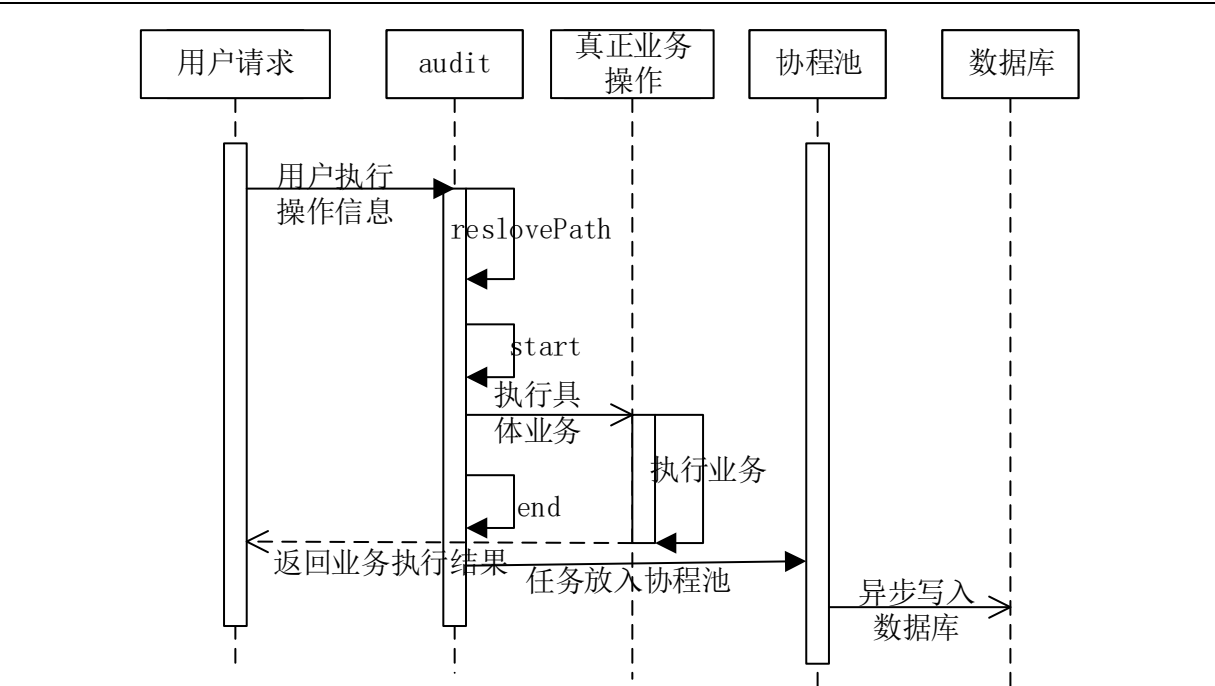 用户请求
audit
真正业务
操作
协程池
数据库
用户执行
操作信息
reslovePath
start
执行具
体业务
执行业务
end
返回业务执行结果
任务放入协程池
异步写入
数据库